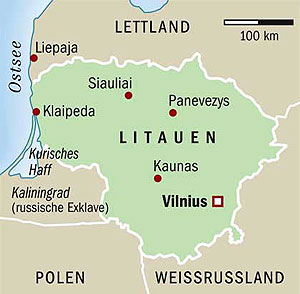 LETTLAND
100 km
Ostsee
Liepaja
Siauliai
Panevezys
Klaipeda
LITAUEN
Kurisches
Haff
Kaunas
Kaliningrad
(russische Exklave)
Vilnius
POLEN
WEISSRUSSLAND